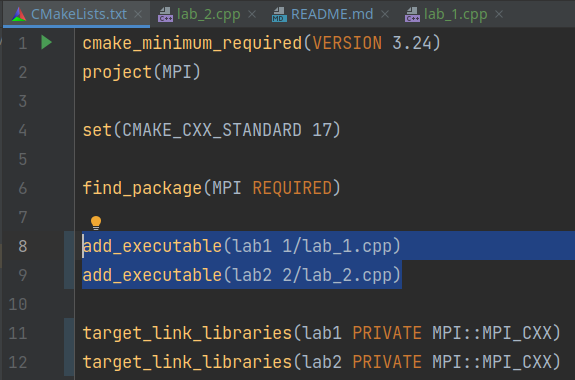 CMakeLists.txt lab_2.cpp README.md lab_1.cpp
1 cmake_minimum_required(VERSION 3.24)
2 project(MPI)
3
4 set(CMAKE_CXX_STANDARD 17)
5
6 find_package(MPI REQUIRED)
7
8 add_executable(lab1 1/lab_1.cpp)
9 add_executable(lab2 2/lab_2.cpp)
10
11 target_link_libraries(lab1 PRIVATE MPI::MPI_CXX)
12 target_link_libraries(lab2 PRIVATE MPI::MPI_CXX)